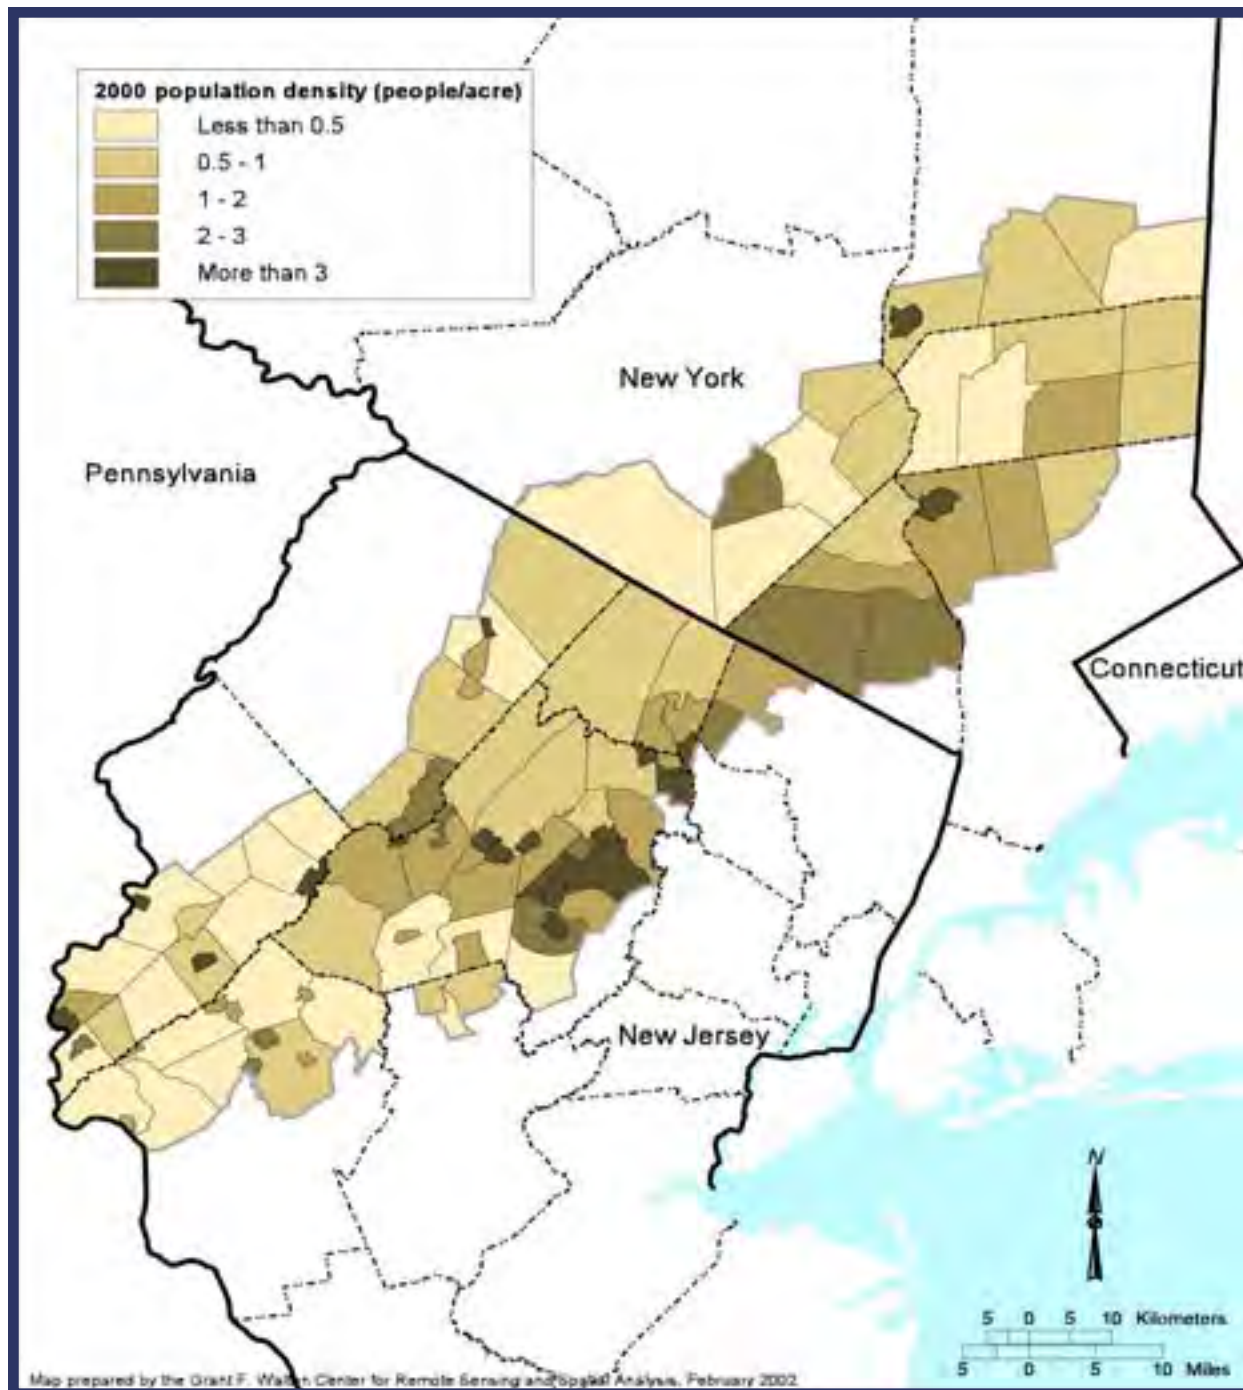 2000 population density (people/acre)
Less than 0.5
0.5 - 1
1 - 2
2 - 3
More than 3
New York
Pennsylvania
Connecticut
New Jersey
N
5 0 5 10 Kilometers
5 0 5 10 Miles
Map prepared by the Grant F. Walton Center for Remote Sensing and Spatial Analysis, February 2002